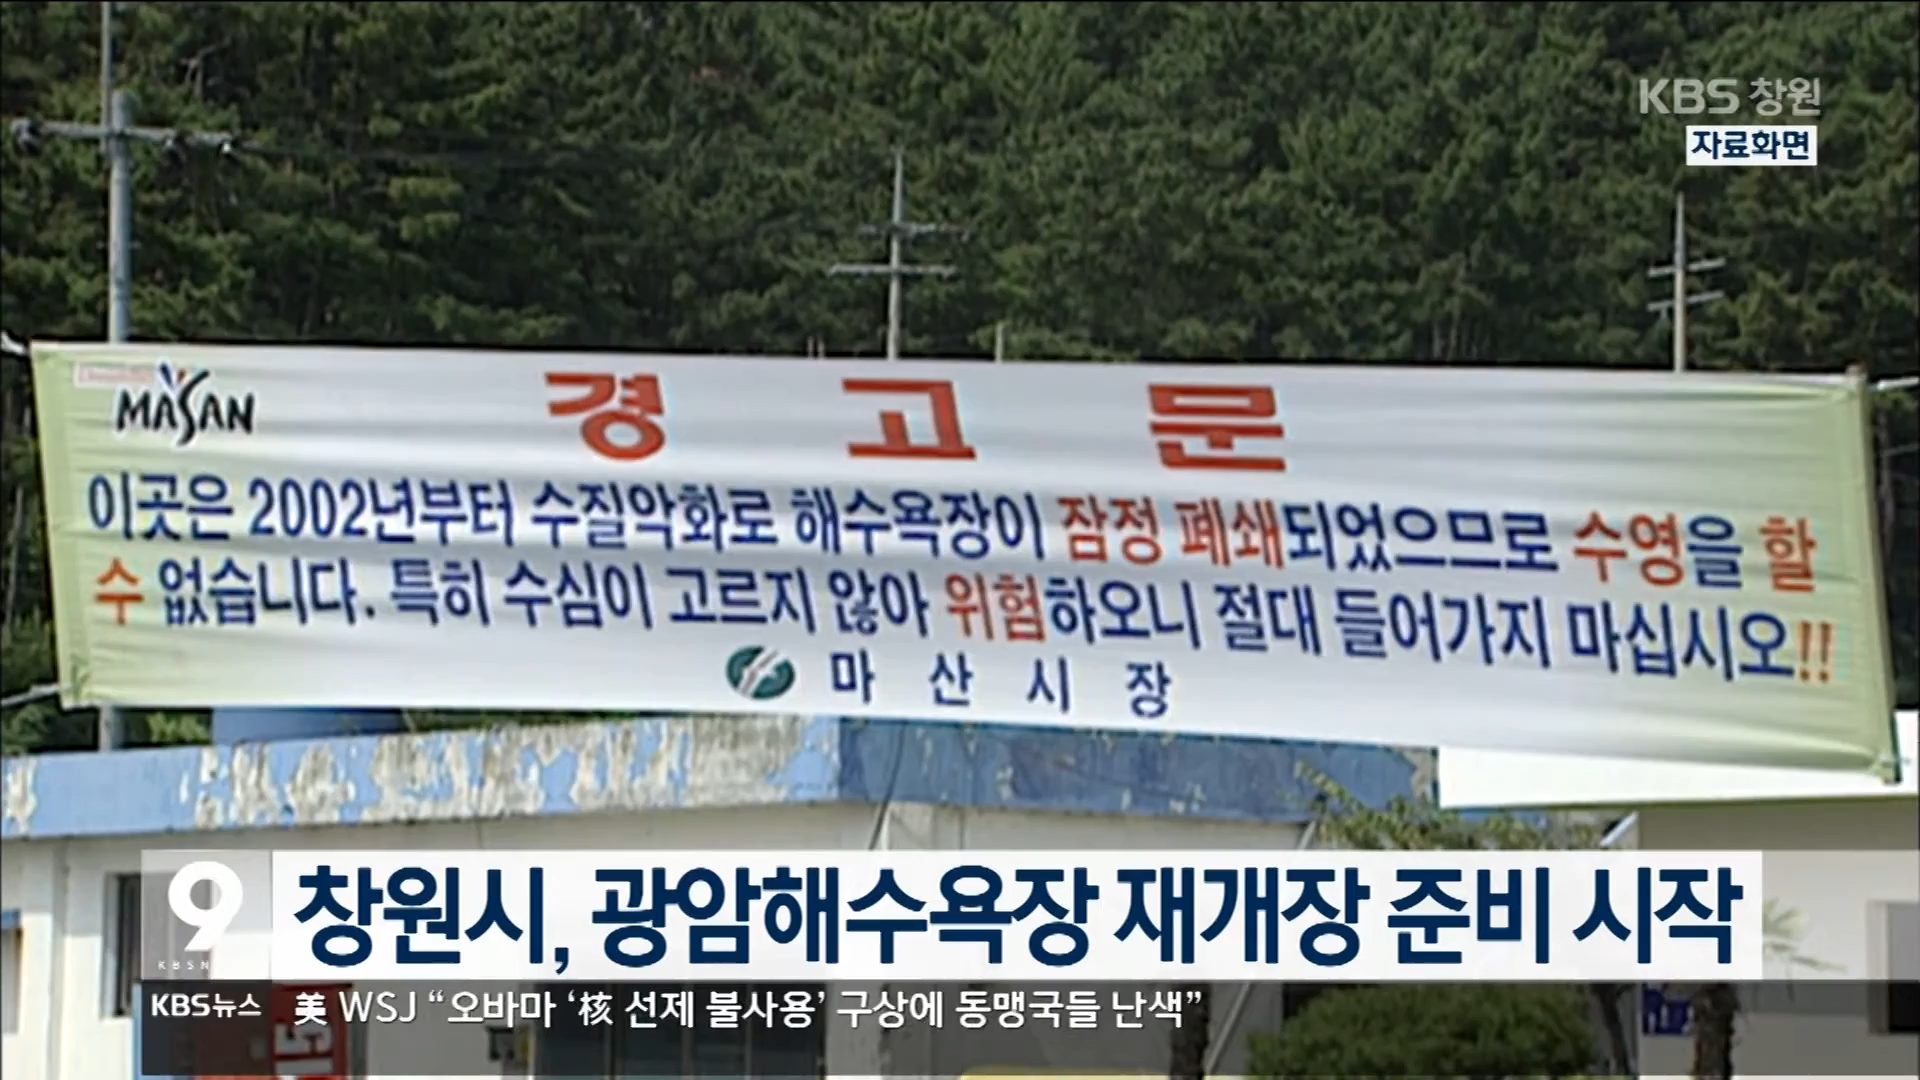 KBS 창원
자료화면
MASAN
경 고 문
이곳은 2002년부터 수질악화로 해수욕장이 잠정 폐쇄되었으므로 수영을 할
수 없습니다. 특히 수심이 고르지 않아 위험하오니 절대 들어가지 마십시오!!
마 산 시 장
9
KBSN
창원시, 광암해수욕장 재개장 준비 시작
KBS뉴스
美 WSJ “오바마 ‘核 선제 불사용’ 구상에 동맹국들 난색”